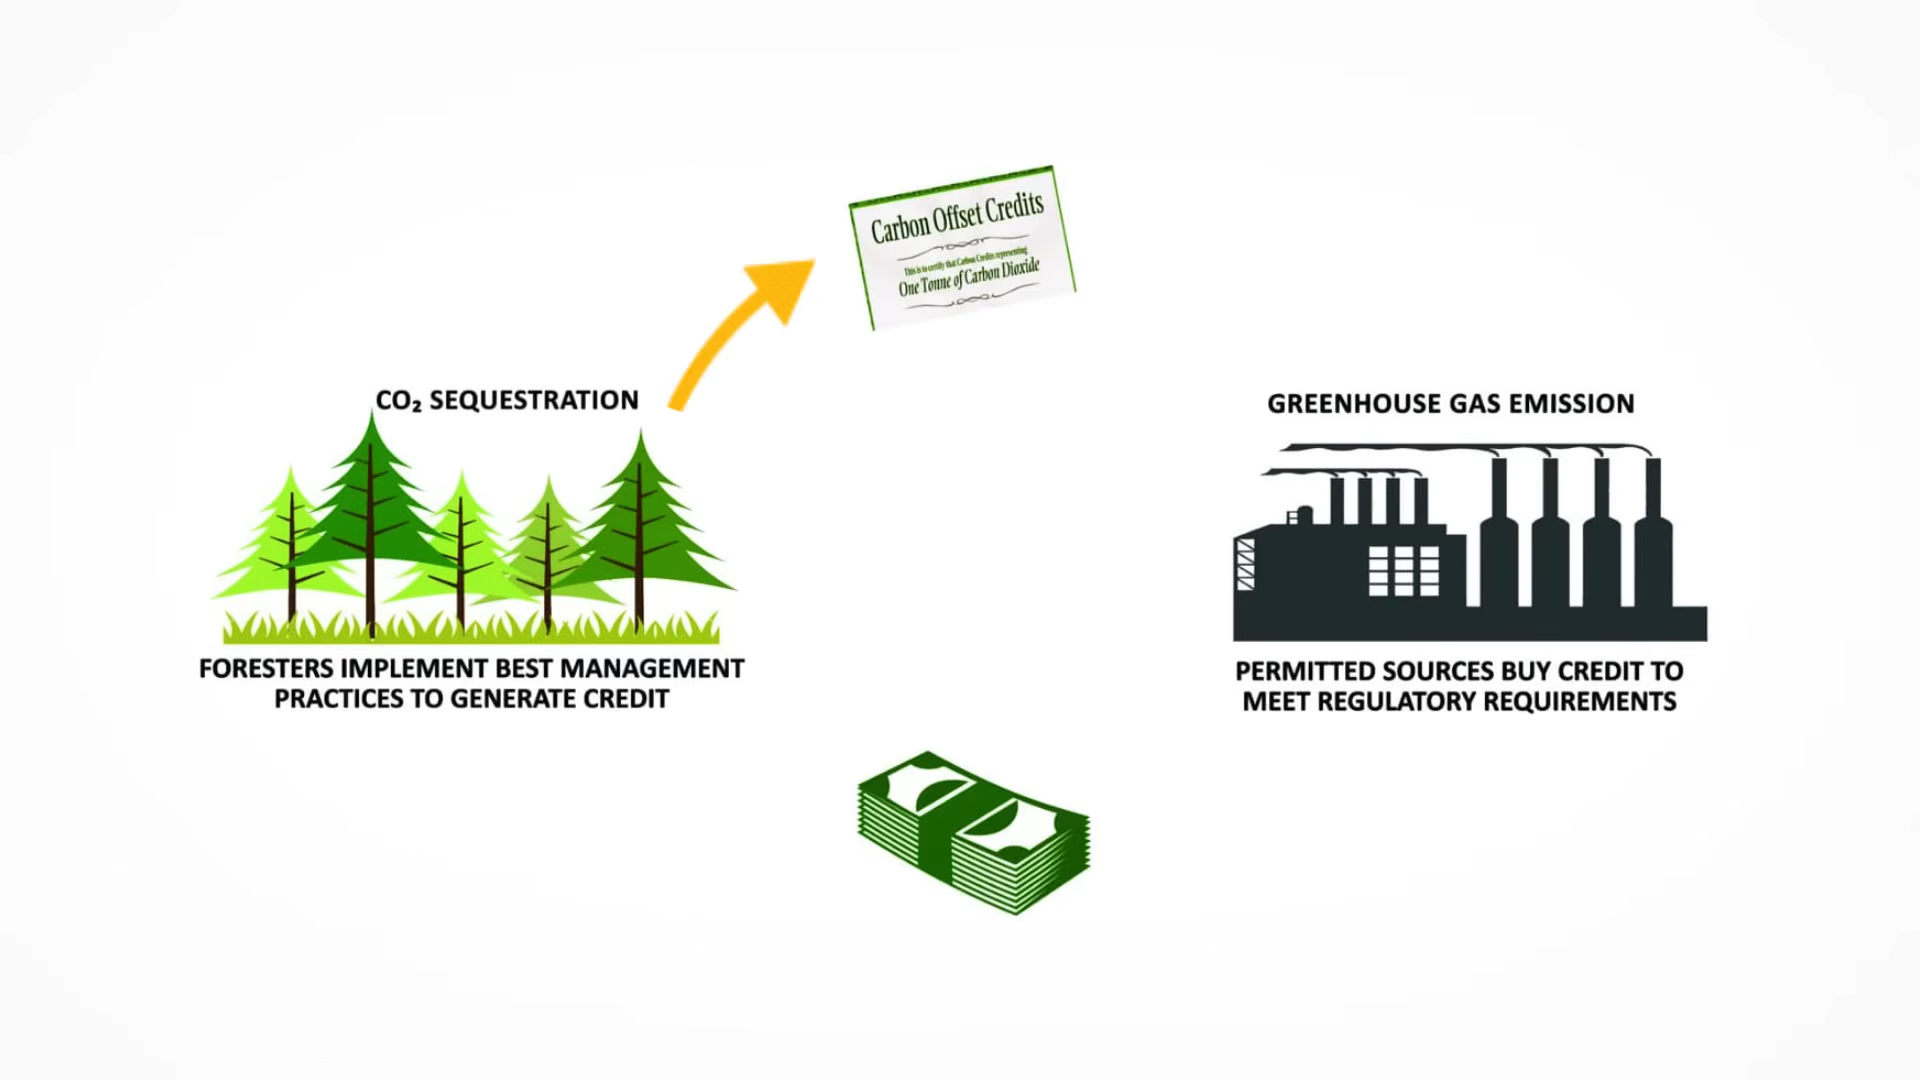 Carbon Offset Credits
This is to certify that Carbon Credits representing
One Tonne of Carbon Dioxide
CO₂ SEQUESTRATION
GREENHOUSE GAS EMISSION
FORESTERS IMPLEMENT BEST MANAGEMENT
PRACTICES TO GENERATE CREDIT
PERMITTED SOURCES BUY CREDIT TO
MEET REGULATORY REQUIREMENTS